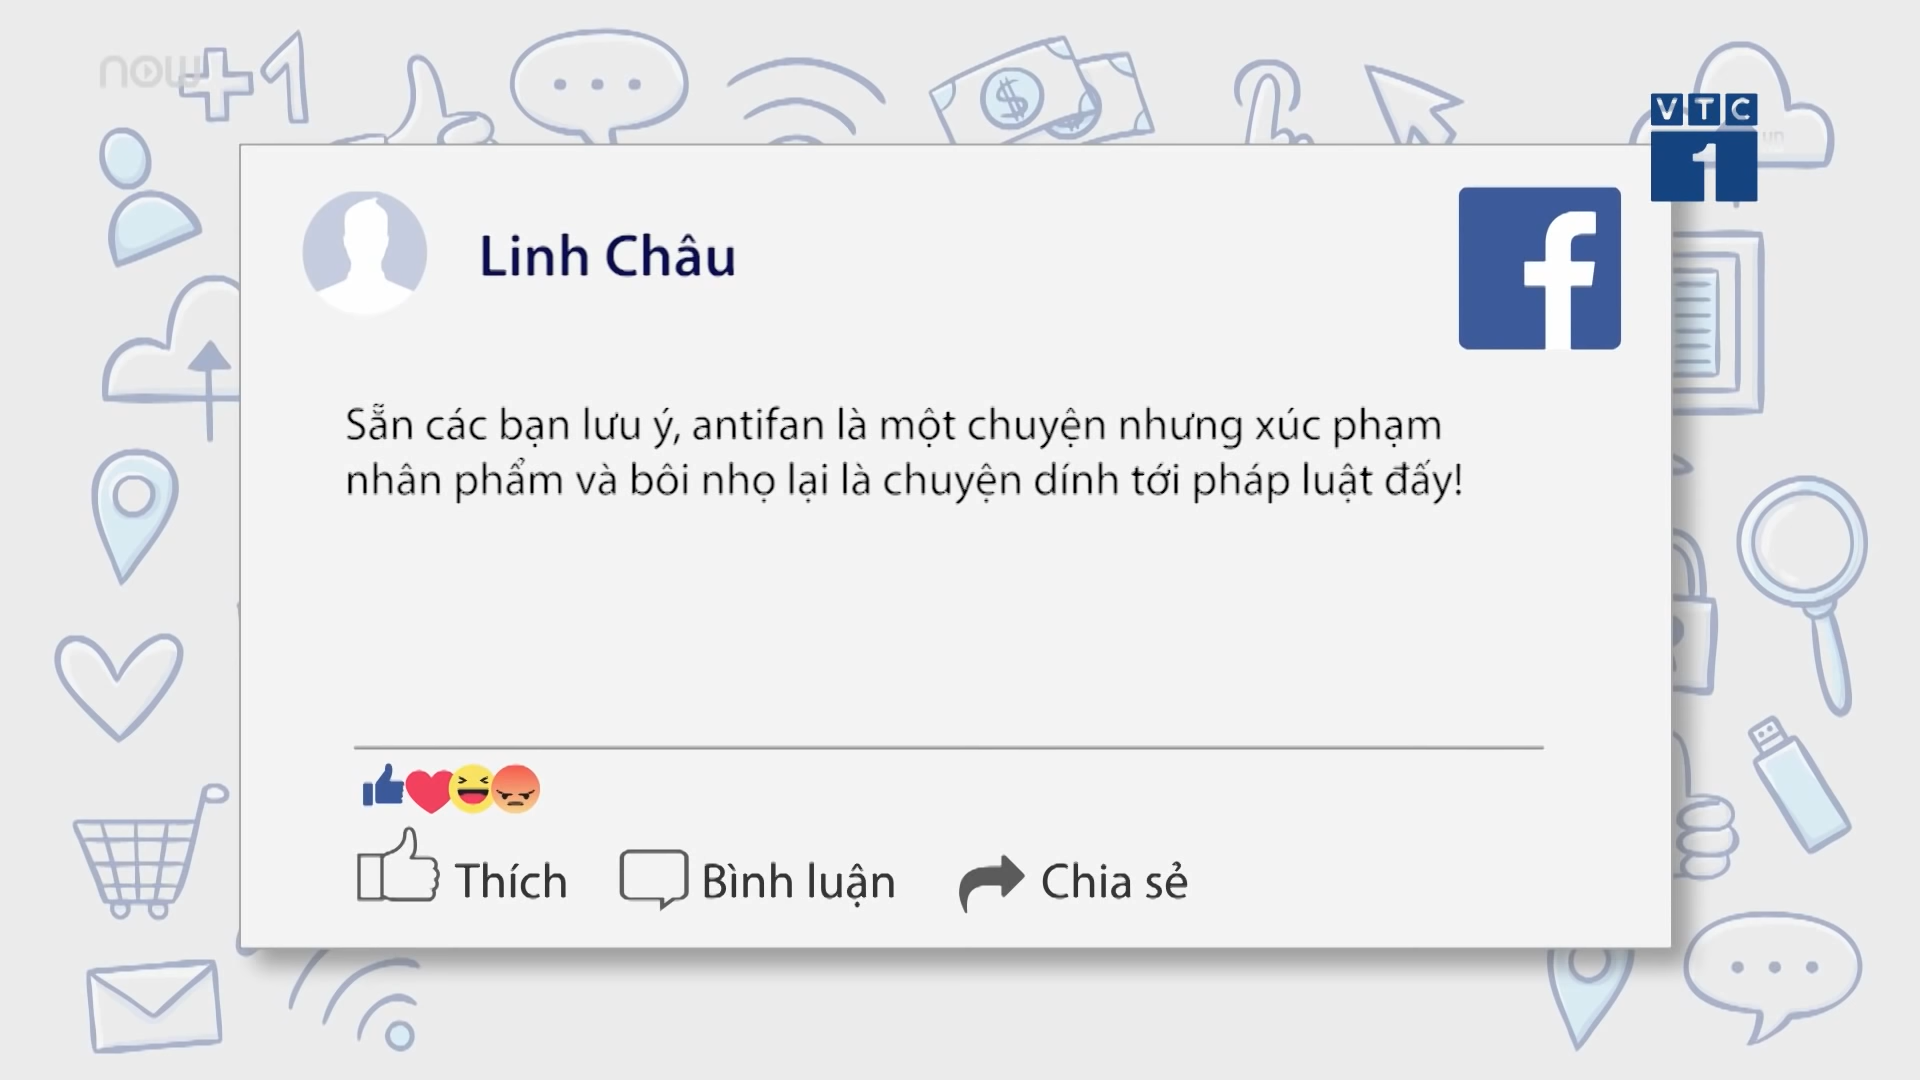 now
+1
VTC
1
Linh Châu
f
Sẵn các bạn lưu ý, antifan là một chuyện nhưng xúc phạm
nhân phẩm và bôi nhọ lại là chuyện dính tới pháp luật đấy!
Thích Bình luận Chia sẻ